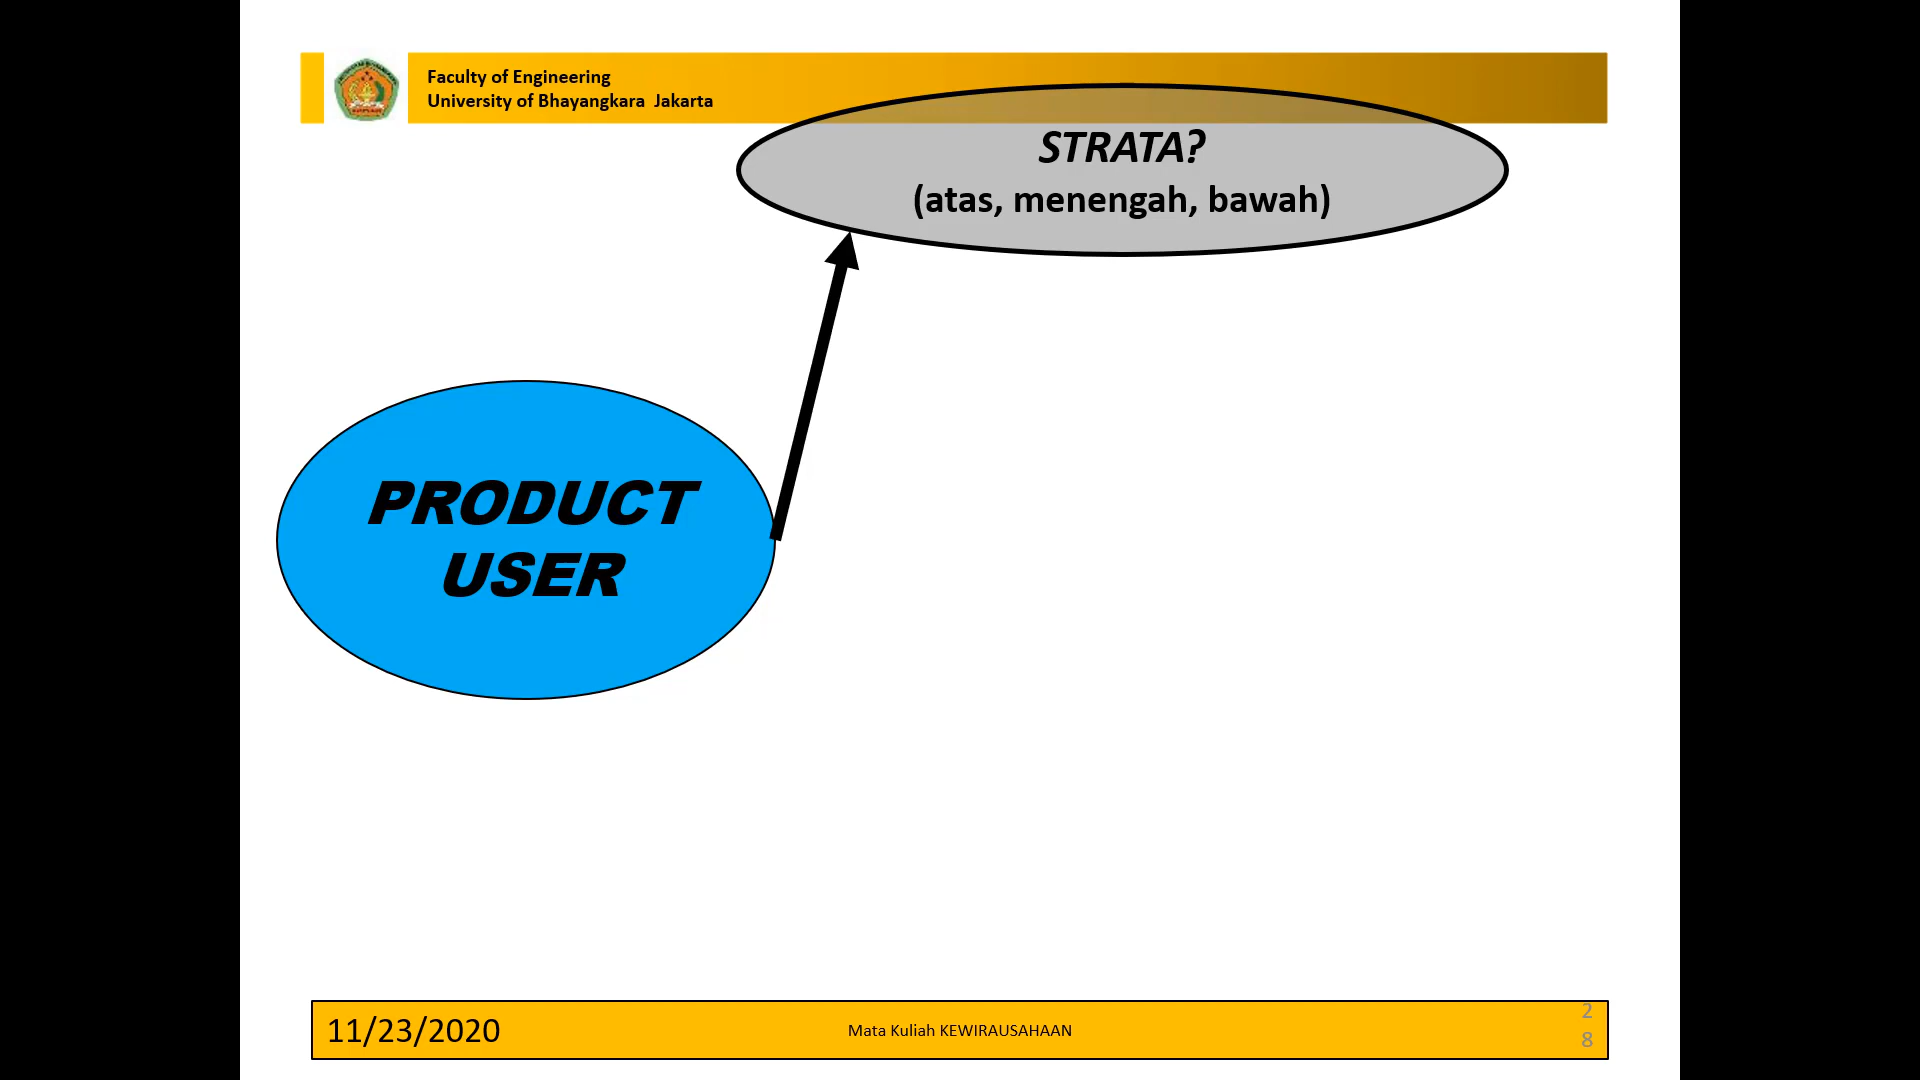 Faculty of Engineering
University of Bhayangkara Jakarta
STRATA?
(atas, menengah, bawah)
PRODUCT
USER
11/23/2020
Mata Kuliah KEWIRAUSAHAAN
2
8